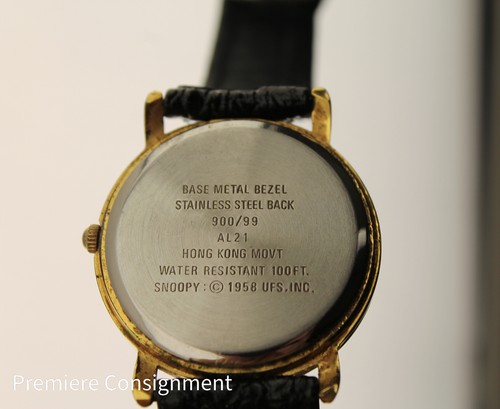 BASE METAL BEZEL
STAINLESS STEEL BACK
900/99
AL21
HONG KONG MOVT
WATER RESISTANT 100FT.
SNOOPY: © 1958 UFS, INC.
Premiere Consignment